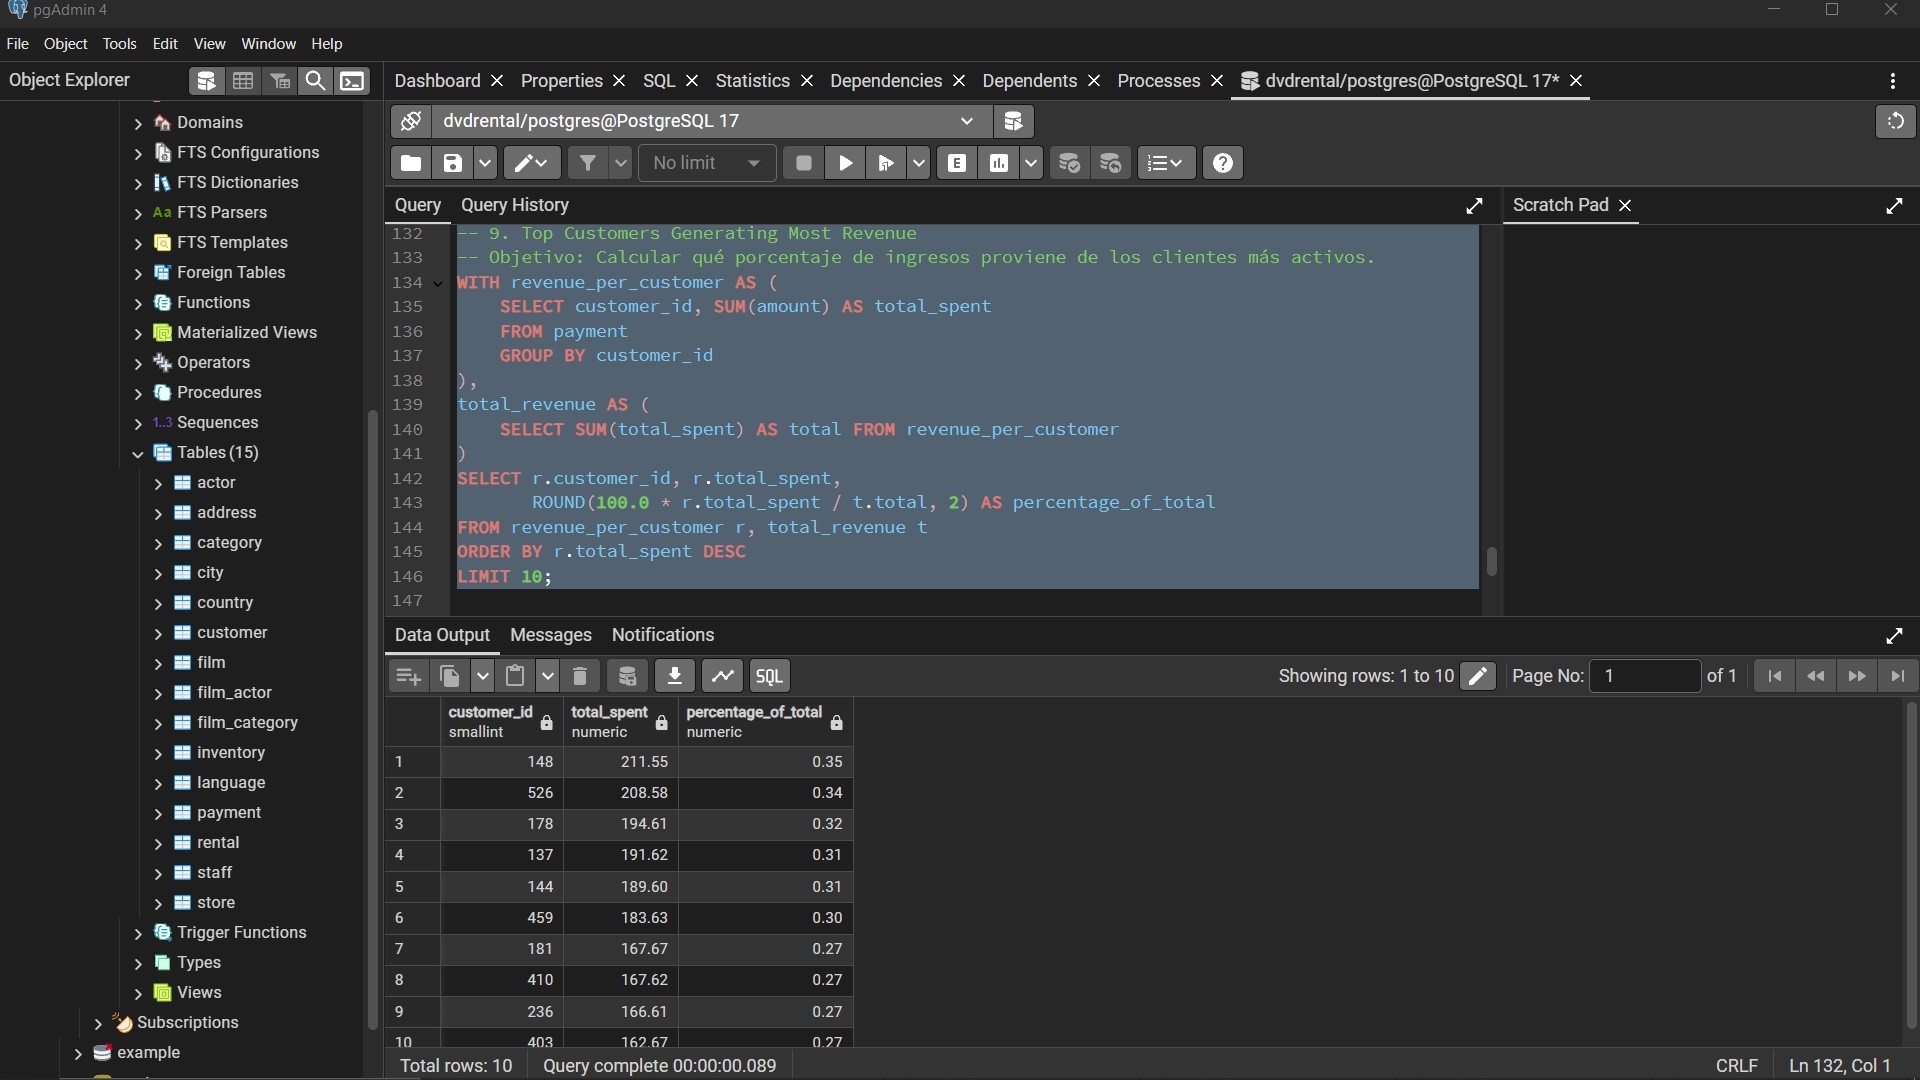 pgAdmin 4
File Object Tools Edit View Window Help
Object Explorer
Dashboard Properties SQL Statistics Dependencies Dependents Processes dvdrental/postgres@PostgreSQL 17*
dvdrental/postgres@PostgreSQL 17
No limit
E
Query Query History
Scratch Pad
Domains
FTS Configurations
FTS Dictionaries
Aa FTS Parsers
FTS Templates
Foreign Tables
Functions
Materialized Views
Operators
Procedures
1..3 Sequences
Tables (15)
actor
address
category
city
country
customer
film
film_actor
film_category
inventory
language
payment
rental
staff
store
Trigger Functions
Types
Views
Subscriptions
example
132 -- 9. Top Customers Generating Most Revenue
133 -- Objetivo: Calcular qué porcentaje de ingresos proviene de los clientes más activos.
134 WITH revenue_per_customer AS (
135 SELECT customer_id, SUM(amount) AS total_spent
136 FROM payment
137 GROUP BY customer_id
138 ),
139 total_revenue AS (
140 SELECT SUM(total_spent) AS total FROM revenue_per_customer
141 )
142 SELECT r.customer_id, r.total_spent,
143 ROUND(100.0 * r.total_spent / t.total, 2) AS percentage_of_total
144 FROM revenue_per_customer r, total_revenue t
145 ORDER BY r.total_spent DESC
146 LIMIT 10;
147
Data Output Messages Notifications
SQL Showing rows: 1 to 10 Page No: 1 of 1
customer_id total_spent percentage_of_total
smallint numeric numeric
1 148 211.55 0.35
2 526 208.58 0.34
3 178 194.61 0.32
4 137 191.62 0.31
5 144 189.60 0.31
6 459 183.63 0.30
7 181 167.67 0.27
8 410 167.62 0.27
9 236 166.61 0.27
10 403 162.67 0.27
Total rows: 10 Query complete 00:00:00.089 CRLF Ln 132, Col 1